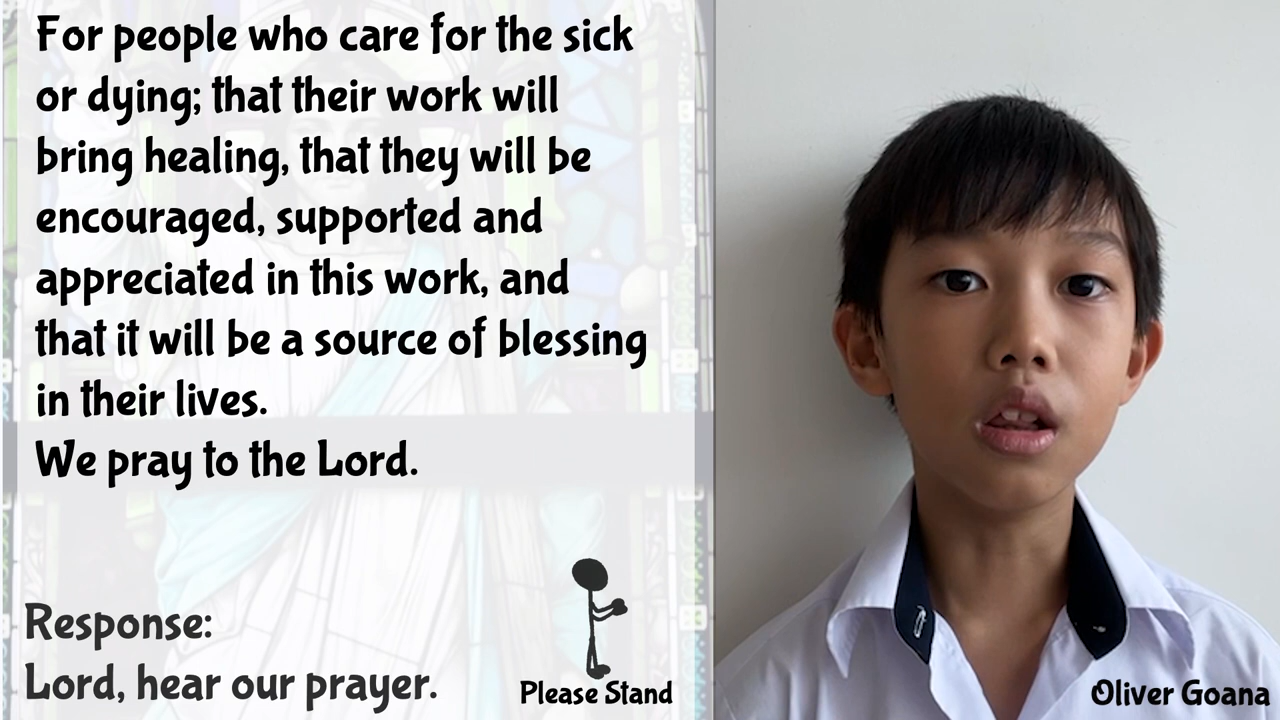 For people who care for the sick
or dying; that their work will
bring healing, that they will be
encouraged, supported and
appreciated in this work, and
that it will be a source of blessing
in their lives.
We pray to the Lord.
Response:
Lord, hear our prayer.
Please Stand
Oliver Goana